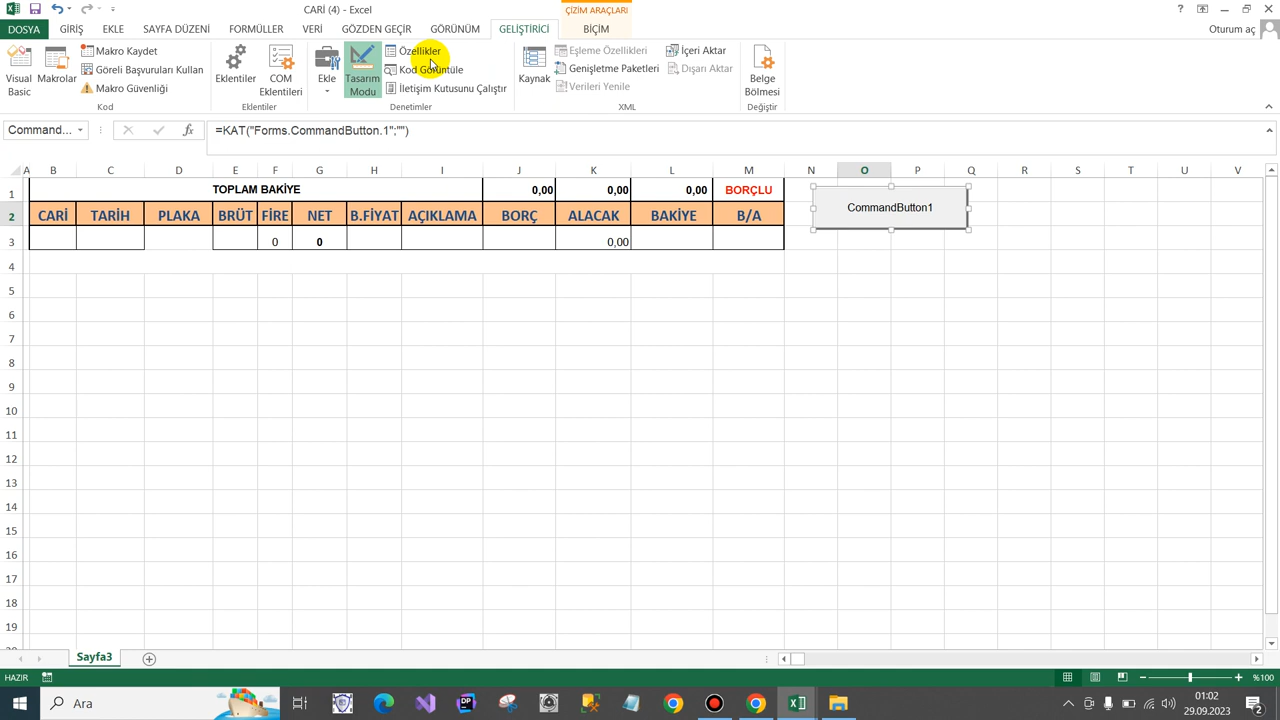 CARİ (4) - Excel
ÇİZİM ARAÇLARI
DOSYA GİRİŞ EKLE SAYFA DÜZENİ FORMÜLLER VERİ GÖZDEN GEÇİR GÖRÜNÜM GELİŞTİRİCİ BİÇİM Oturum aç
Visual Basic
Makrolar
Makro Kaydet
Göreli Başvuruları Kullan
Makro Güvenliği
Kod
Eklentiler
COM Eklentileri
Eklentiler
Ekle
Tasarım Modu
Özellikler
Kod Görüntüle
İletişim Kutusunu Çalıştır
Denetimler
Kaynak
Eşleme Özellikleri
Genişletme Paketleri
Verileri Yenile
İçeri Aktar
Dışarı Aktar
XML
Belge Bölmesi
Değiştir
Command... fx =KAT("Forms.CommandButton.1";"")
A B C D E F G H I J K L M N O P Q R S T U V
1 TOPLAM BAKİYE 0,00 0,00 0,00 BORÇLU
2 CARİ TARİH PLAKA BRÜT FİRE NET B.FİYAT AÇIKLAMA BORÇ ALACAK BAKİYE B/A
CommandButton1
3 0 0 0,00
4
5
6
7
8
9
10
11
12
13
14
15
16
17
18
19
Sayfa3
HAZIR %100
Ara
DP
01:02
29.09.2023
2